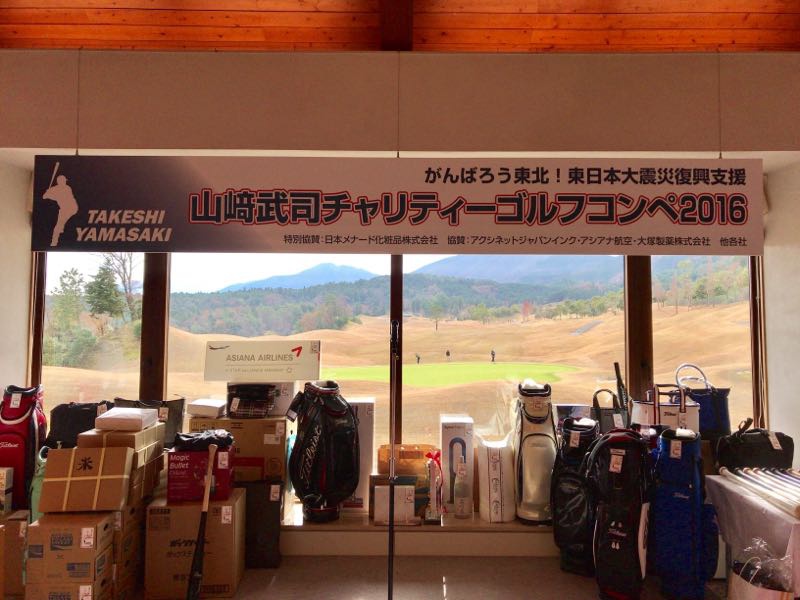 がんばろう東北！東日本大震災復興支援
TAKESHI
YAMASAKI
山﨑武司チャリティーゴルフコンペ2016
特別協賛：日本メナード化粧品株式会社　協賛：アクシネットジャパンインク・アシアナ航空・大塚製薬株式会社　他各社
ASIANA AIRLINES
Titleist
Magic
Bullet
米
Titleist
Titleist